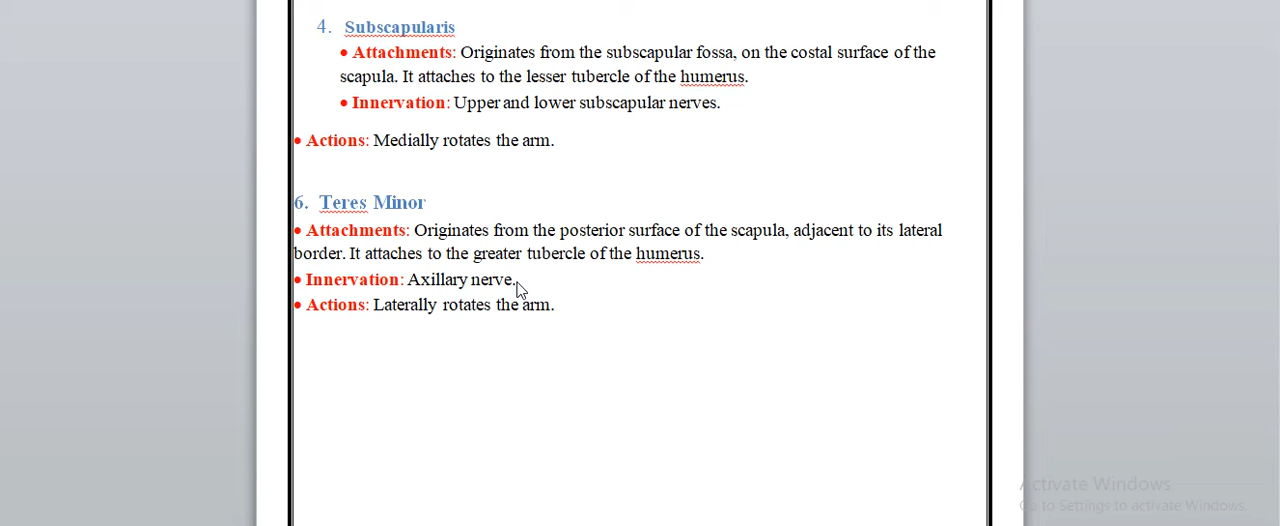 4. Subscapularis
• Attachments: Originates from the subscapular fossa, on the costal surface of the
scapula. It attaches to the lesser tubercle of the humerus.
• Innervation: Upper and lower subscapular nerves.
• Actions: Medially rotates the arm.
6. Teres Minor
• Attachments: Originates from the posterior surface of the scapula, adjacent to its lateral
border. It attaches to the greater tubercle of the humerus.
• Innervation: Axillary nerve.
• Actions: Laterally rotates the arm.
Activate Windows
Go to Settings to activate Windows.